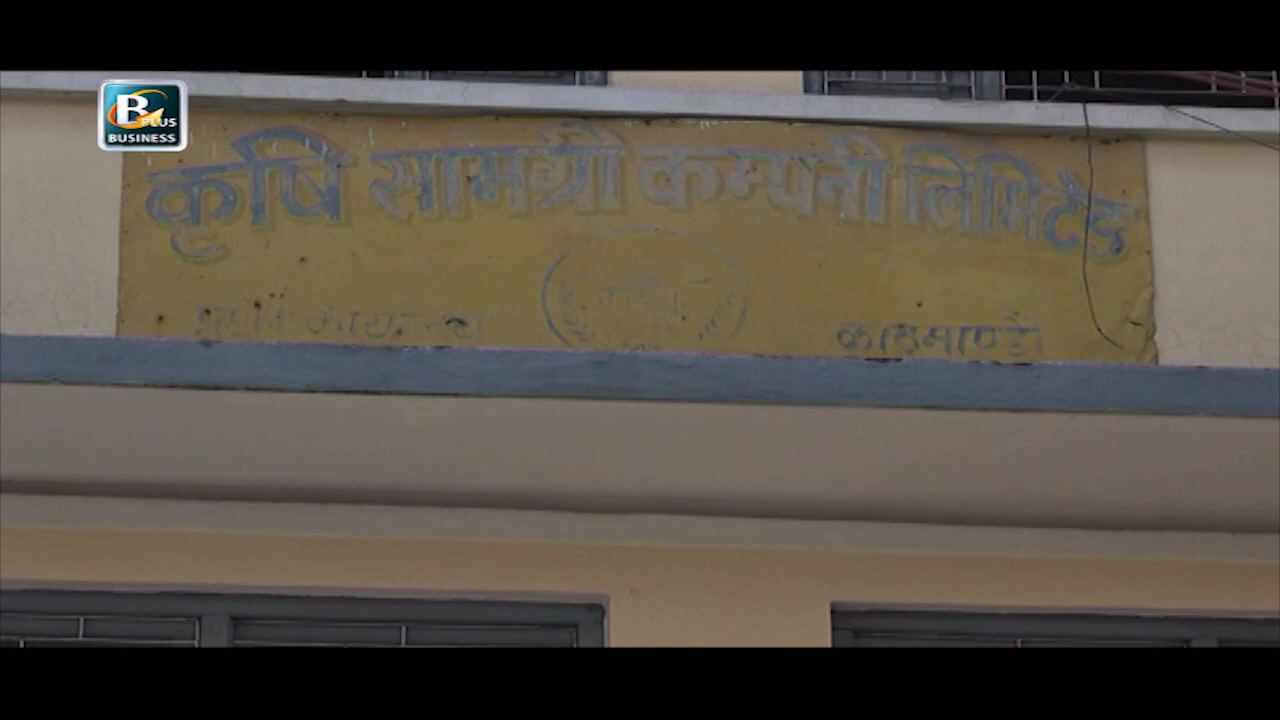 B PLUS
BUSINESS
कृषि सामग्री कम्पनी लिमिटेड
प्रधान कार्यालय
काठमाण्डौ